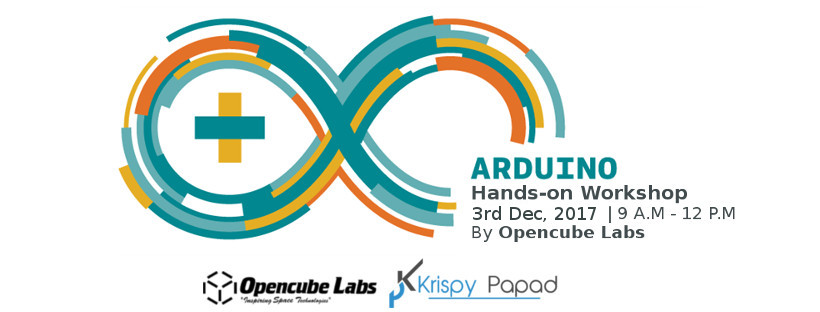 ARDUINO
Hands-on Workshop
3rd Dec, 2017 | 9 A.M - 12 P.M
By Opencube Labs
Opencube Labs
"Inspiring Space Technologies"
Krispy Papad